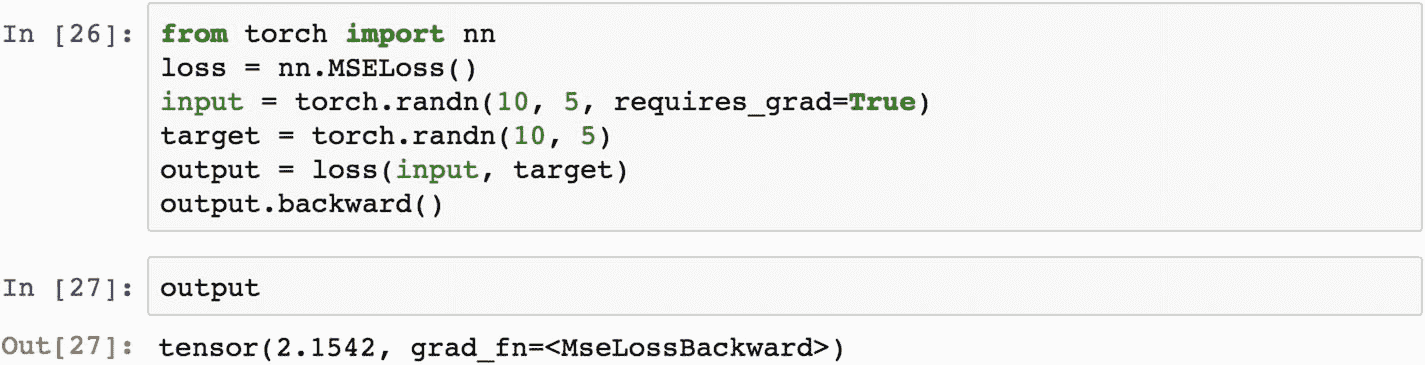 In [26]: from torch import nn
loss = nn.MSELoss()
input = torch.randn(10, 5, requires_grad=True)
target = torch.randn(10, 5)
output = loss(input, target)
output.backward()
In [27]: output
Out[27]: tensor(2.1542, grad_fn=<MseLossBackward>)